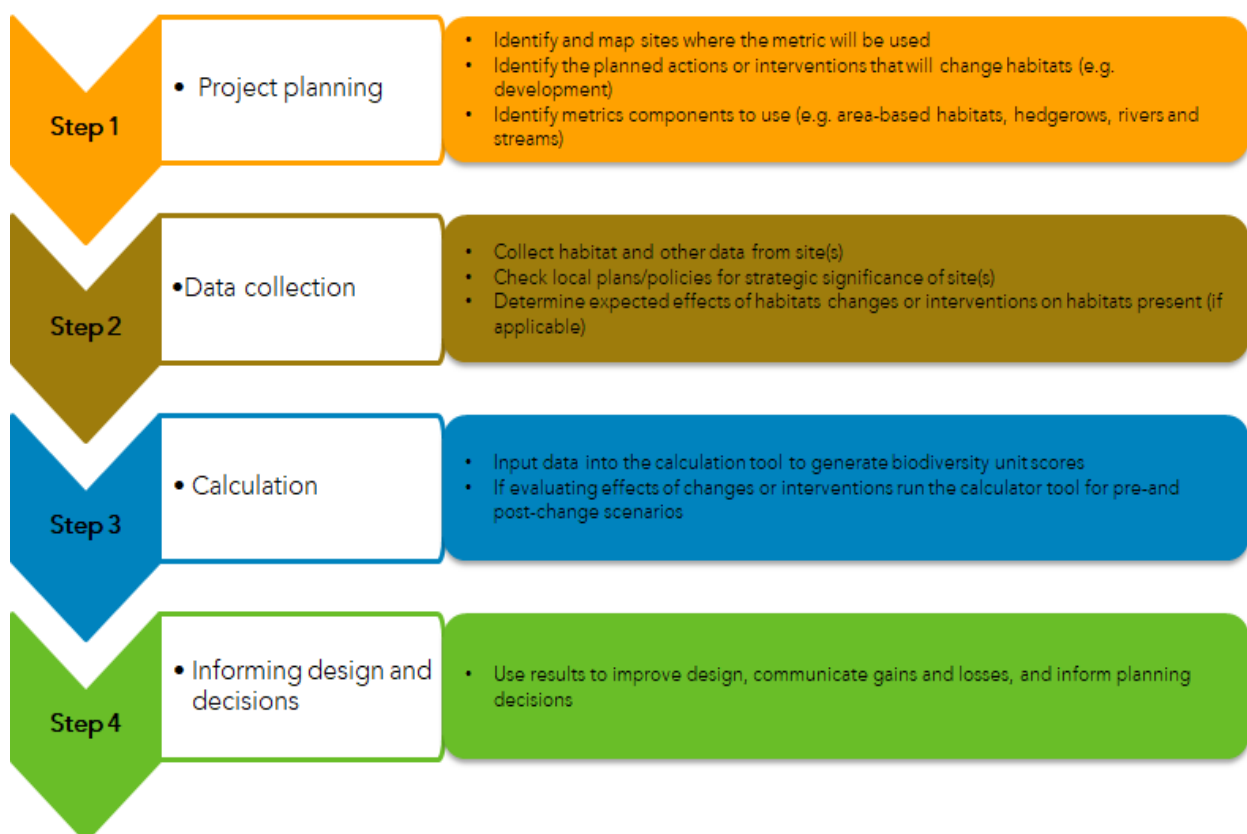 Step 1
• Project planning
• Identify and map sites where the metric will be used
• Identify the planned actions or interventions that will change habitats (e.g.
development)
• Identify metrics components to use (e.g. area-based habitats, hedgerows, rivers and
streams)
Step 2
•Data collection
• Collect habitat and other data from site(s)
• Check local plans/policies for strategic significance of site(s)
• Determine expected effects of habitats changes or interventions on habitats present (if
applicable)
Step 3
• Calculation
• Input data into the calculation tool to generate biodiversity unit scores
• If evaluating effects of changes or interventions run the calculator tool for pre-and
post-change scenarios
Step 4
• Informing design and
decisions
• Use results to improve design, communicate gains and losses, and inform planning
decisions